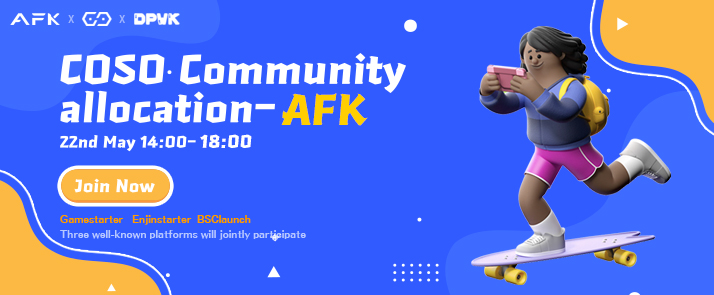 AFK x x DPVK
COSO· Community
allocation-AFK
22nd May 14:00-18:00
Join Now
Gamestarter Enjinstarter BSClaunch
Three well-known platforms will jointly participate